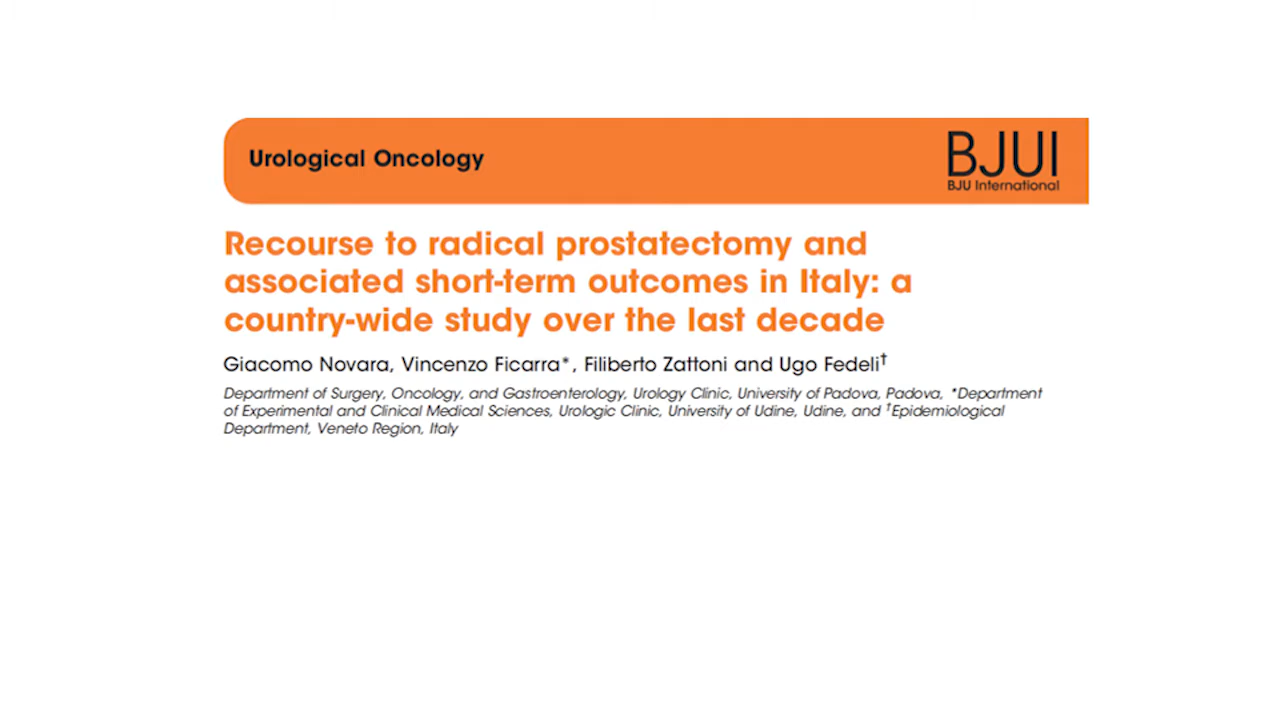 Urological Oncology
BJUI
BJU International
Recourse to radical prostatectomy and
associated short-term outcomes in Italy: a
country-wide study over the last decade
Giacomo Novara, Vincenzo Ficarra*, Filiberto Zattoni and Ugo Fedeli†
Department of Surgery, Oncology, and Gastroenterology, Urology Clinic, University of Padova, Padova, *Department
of Experimental and Clinical Medical Sciences, Urologic Clinic, University of Udine, Udine, and †Epidemiological
Department, Veneto Region, Italy